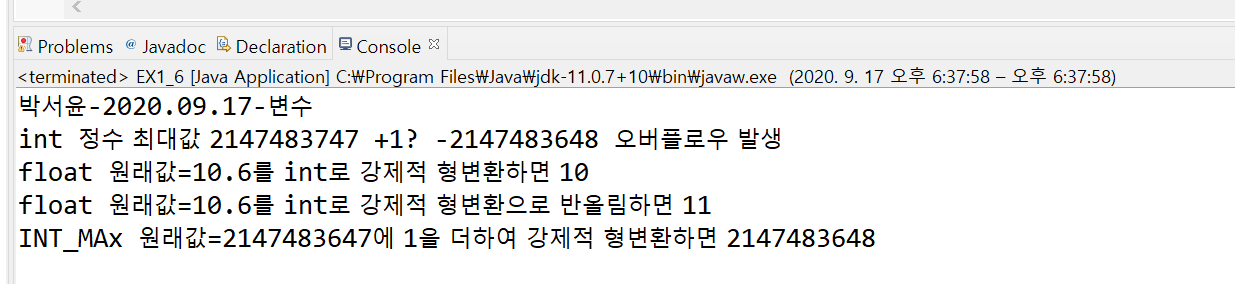 Problems Javadoc Declaration Console
<terminated> EX1_6 [Java Application] C:₩Program Files₩Java₩jdk-11.0.7+10₩bin₩javaw.exe (2020. 9. 17 오후 6:37:58 – 오후 6:37:58)
박서윤-2020.09.17-변수
int 정수 최대값 2147483747 +1? -2147483648 오버플로우 발생
float 원래값=10.6를 int로 강제적 형변환하면 10
float 원래값=10.6를 int로 강제적 형변환으로 반올림하면 11
INT_MAx 원래값=2147483647에 1을 더하여 강제적 형변환하면 2147483648